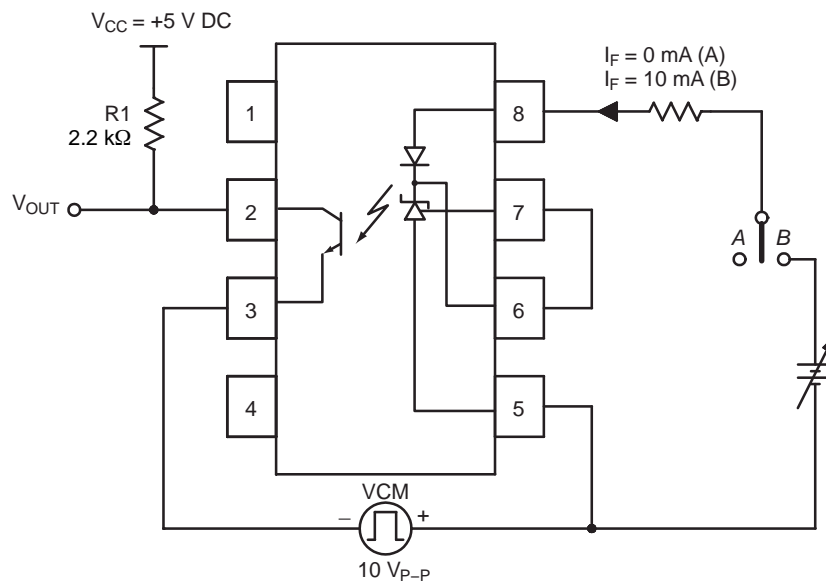 V_CC = +5 V DC
R1
2.2 kΩ
V_OUT
1
2
3
4
8
7
6
5
I_F = 0 mA (A)
I_F = 10 mA (B)
A
B
VCM
–
+
10 V_P–P